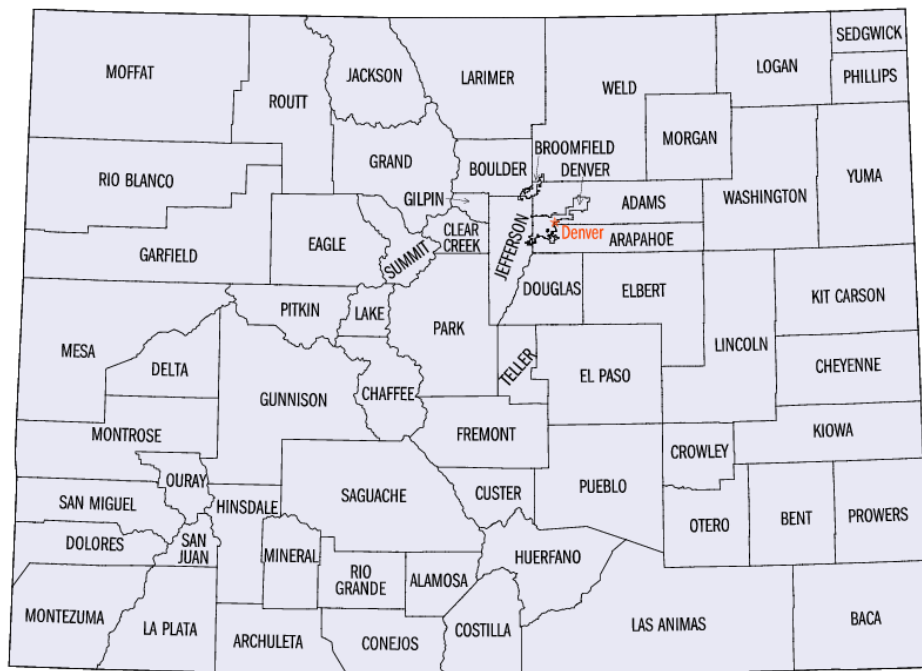 SEDGWICK
MOFFAT
JACKSON
LARIMER
LOGAN
PHILLIPS
ROUTT
WELD
MORGAN
BROOMFIELD
GRAND
BOULDER
DENVER
RIO BLANCO
YUMA
WASHINGTON
GILPIN
ADAMS
CLEAR
CREEK
Denver
JEFFERSON
ARAPAHOE
EAGLE
GARFIELD
SUMMIT
DOUGLAS
ELBERT
KIT CARSON
PITKIN
LAKE
PARK
LINCOLN
MESA
DELTA
TELLER
EL PASO
CHEYENNE
GUNNISON
CHAFFEE
MONTROSE
FREMONT
KIOWA
CROWLEY
OURAY
SAGUACHE
CUSTER
PUEBLO
SAN MIGUEL
HINSDALE
OTERO
BENT
PROWERS
DOLORES
SAN
JUAN
MINERAL
HUERFANO
RIO
GRANDE
ALAMOSA
MONTEZUMA
LA PLATA
ARCHULETA
CONEJOS
COSTILLA
LAS ANIMAS
BACA